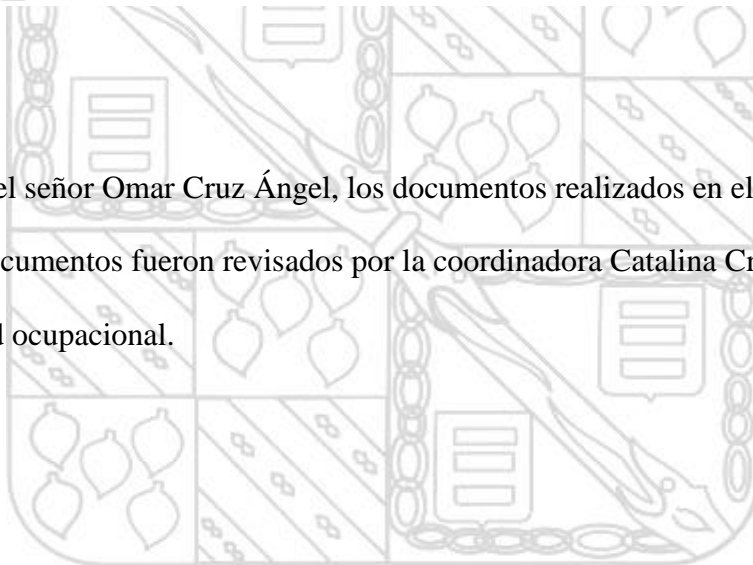 el señor Omar Cruz Ángel, los documentos realizados en el
cumentos fueron revisados por la coordinadora Catalina Cr
ocupacional.